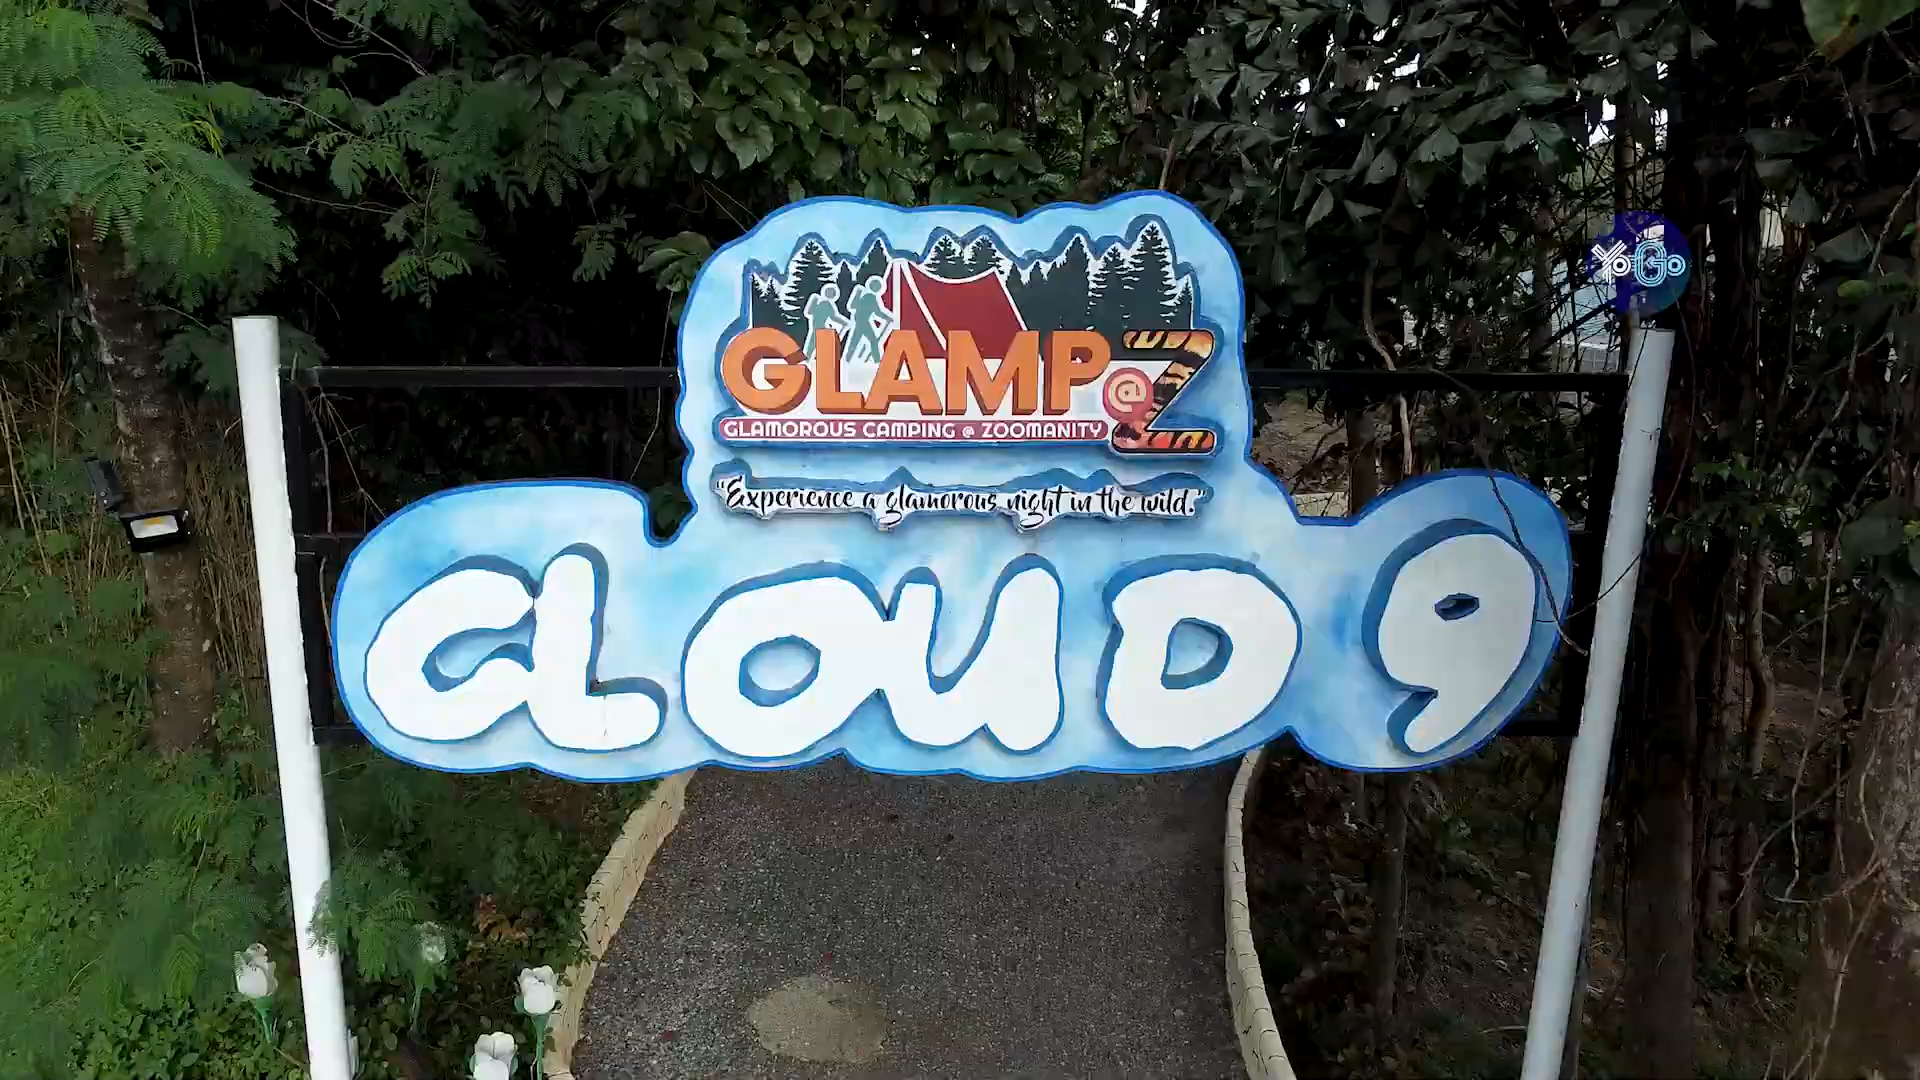 GLAMP@Z
GLAMOROUS CAMPING @ ZOOMANITY
"Experience a glamorous night in the wild."
CLOUD 9
YoGo